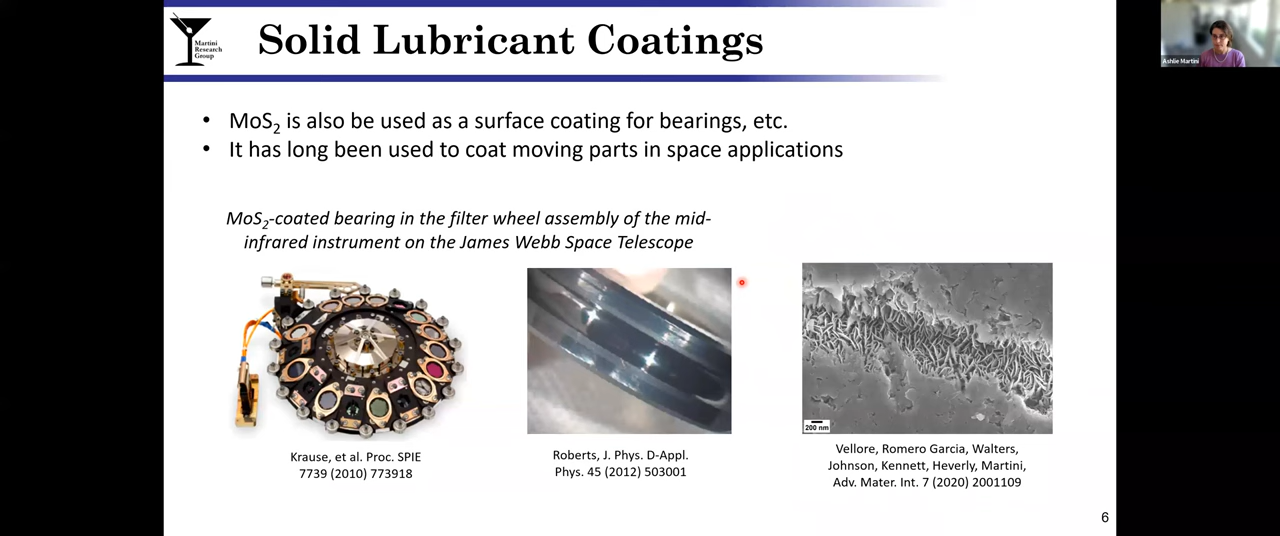 Martini
Research
Group
Solid Lubricant Coatings
Ashlie Martini
• MoS₂ is also be used as a surface coating for bearings, etc.
• It has long been used to coat moving parts in space applications
MoS₂-coated bearing in the filter wheel assembly of the mid-
infrared instrument on the James Webb Space Telescope
200 nm
Krause, et al. Proc. SPIE
7739 (2010) 773918
Roberts, J. Phys. D-Appl.
Phys. 45 (2012) 503001
Vellore, Romero Garcia, Walters,
Johnson, Kennett, Heverly, Martini,
Adv. Mater. Int. 7 (2020) 2001109
6